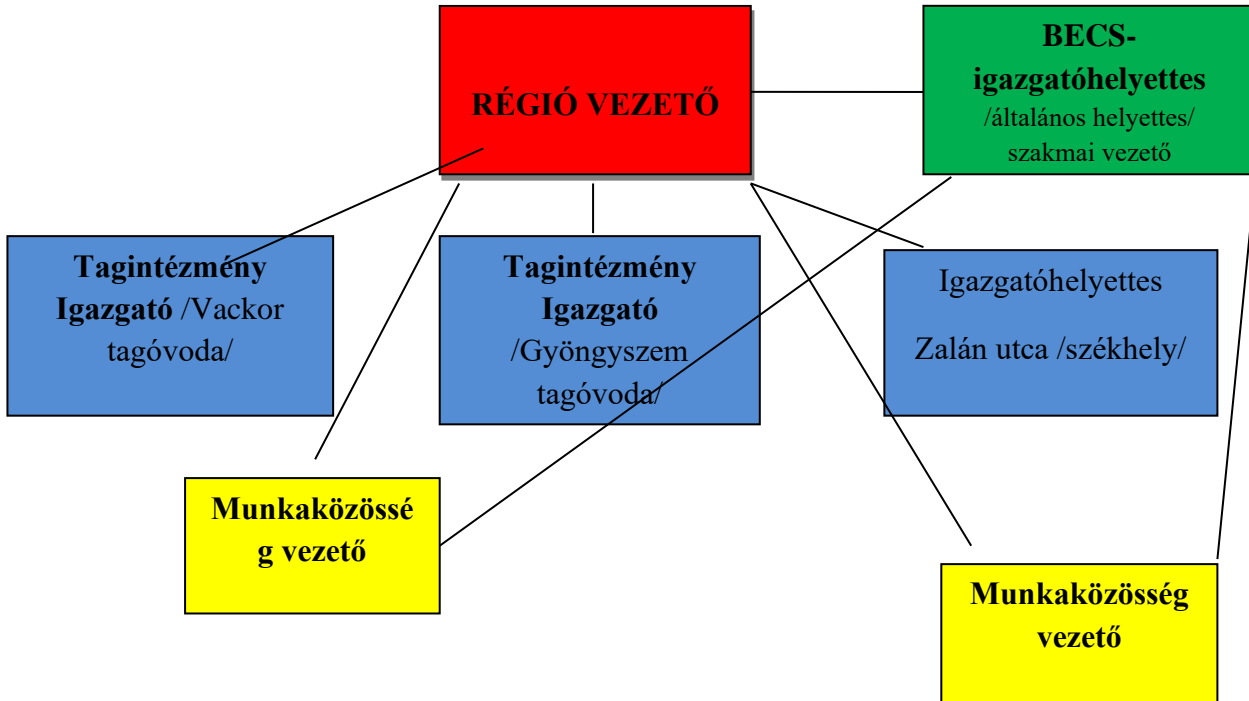 RÉGIÓ VEZETŐ
BECS-
igazgatóhelyettes
/általános helyettes/
szakmai vezető
Tagintézmény
Igazgató /Vackor
tagóvoda/
Tagintézmény
Igazgató
/Gyöngyszem
tagóvoda/
Igazgatóhelyettes
Zalán utca /székhely/
Munkaközössé
g vezető
Munkaközösség
vezető